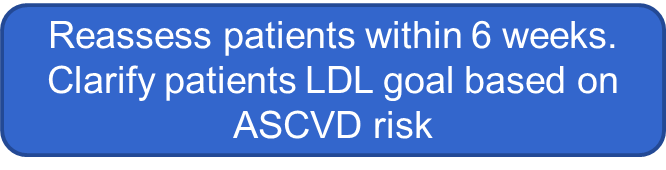 Reassess patients within 6 weeks.
Clarify patients LDL goal based on
ASCVD risk